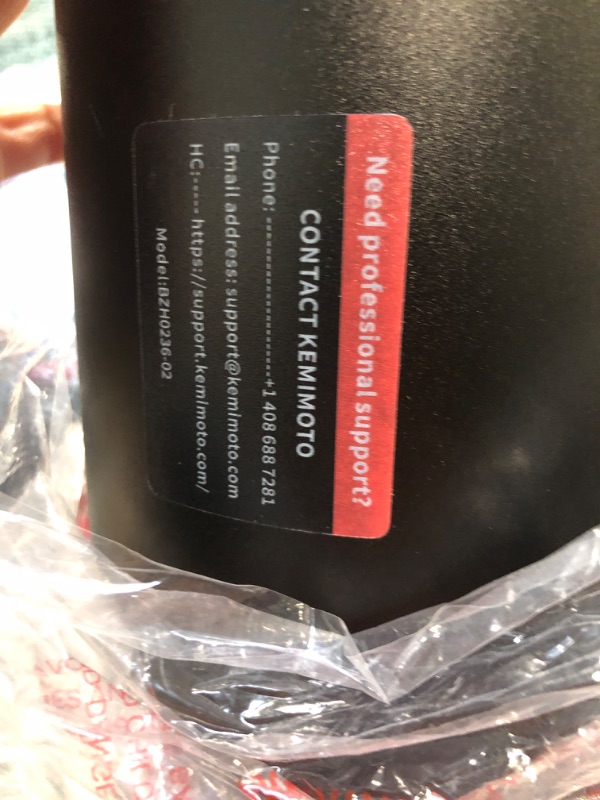 Need professional support?
CONTACT KEMIMOTO
Phone: ------------------------+1 408 688 7281
Email address: support@kemimoto.com
HC:----- https://support.kemimoto.com/
Model:BZH0236-02